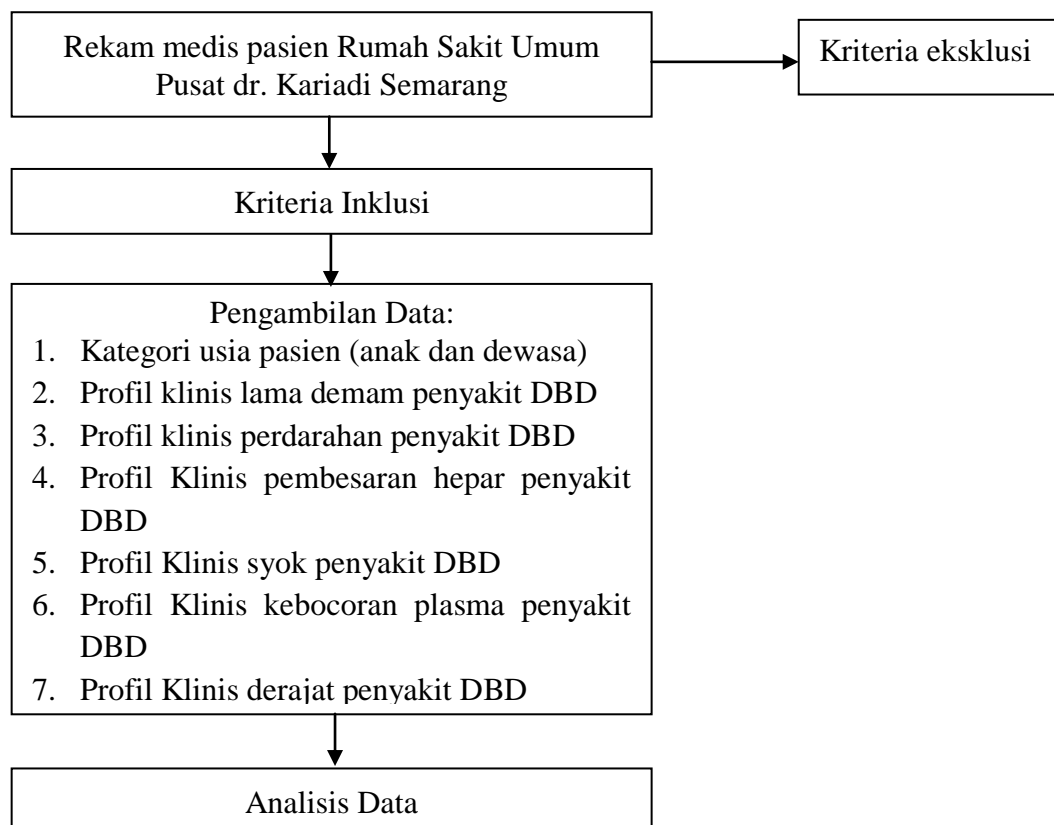 Rekam medis pasien Rumah Sakit Umum
Pusat dr. Kariadi Semarang
Kriteria eksklusi
Kriteria Inklusi
Pengambilan Data:
1. Kategori usia pasien (anak dan dewasa)
2. Profil klinis lama demam penyakit DBD
3. Profil klinis perdarahan penyakit DBD
4. Profil Klinis pembesaran hepar penyakit
DBD
5. Profil Klinis syok penyakit DBD
6. Profil Klinis kebocoran plasma penyakit
DBD
7. Profil Klinis derajat penyakit DBD
Analisis Data